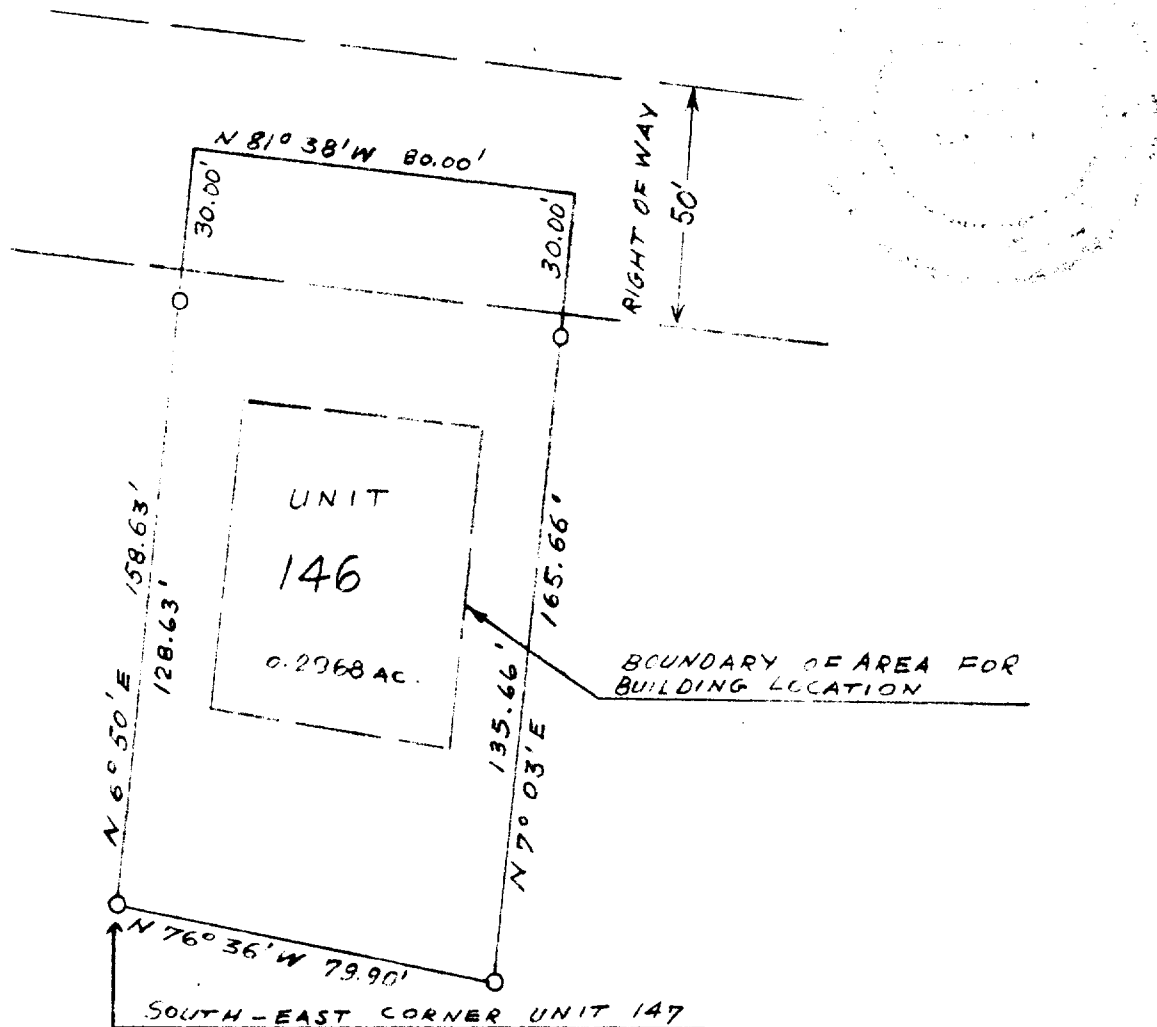 N 81° 38' W 80.00'
30.00'
30.00'
RIGHT OF WAY
50'
UNIT
146
0.2968 AC.
158.63'
128.63'
N 6° 50' E
165.66'
135.66'
N 7° 03' E
BOUNDARY OF AREA FOR
BUILDING LOCATION
N 76° 36' W 79.90'
SOUTH-EAST CORNER UNIT 147